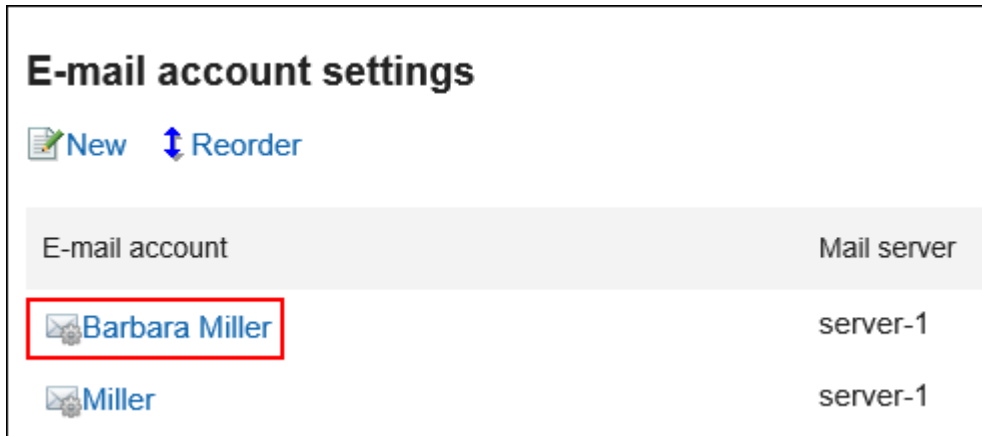 E-mail account settings
New Reorder
E-mail account Mail server
Barbara Miller server-1
Miller server-1